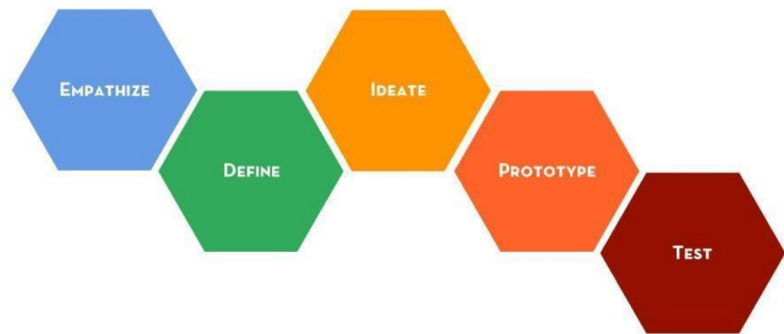 EMPATHIZE
DEFINE
IDEATE
PROTOTYPE
TEST